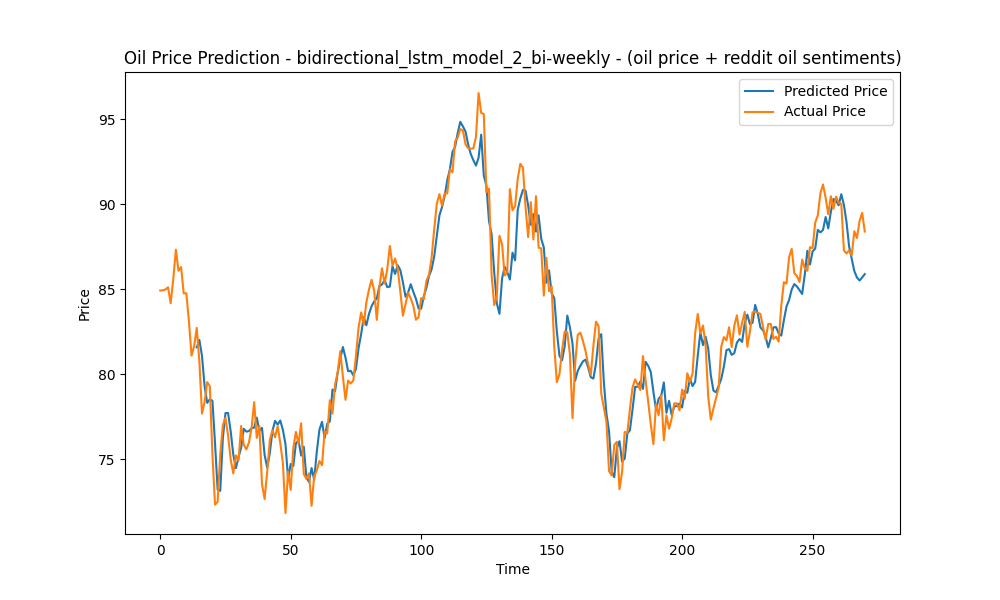 Oil Price Prediction - bidirectional_lstm_model_2_bi-weekly - (oil price + reddit oil sentiments)
Predicted Price
Actual Price
95
90
85
80
75
Price
0 50 100 150 200 250
Time